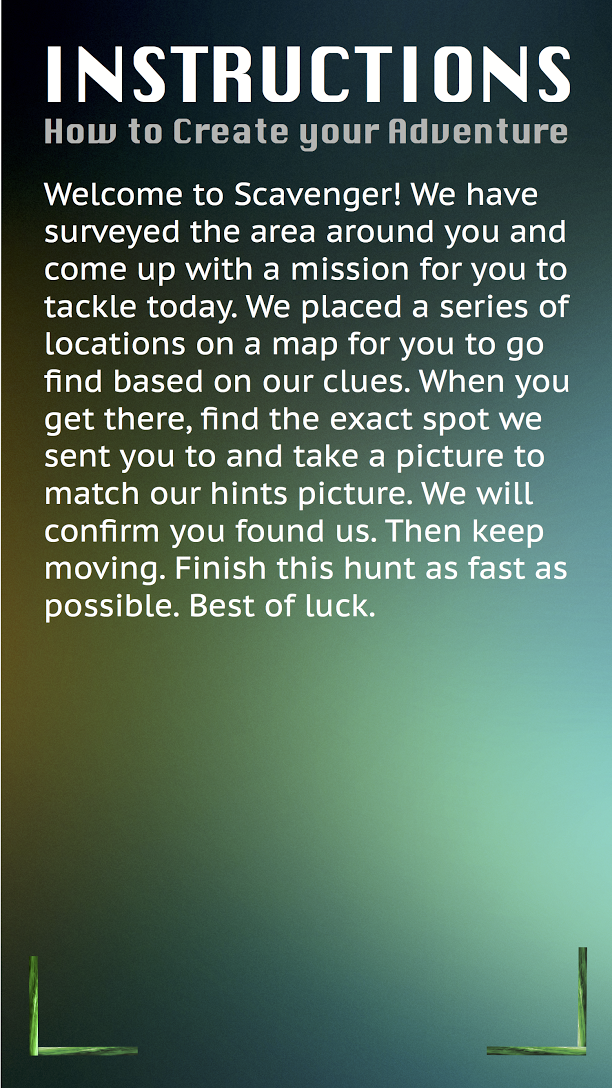 INSTRUCTIONS
How to Create your Adventure
Welcome to Scavenger! We have
surveyed the area around you and
come up with a mission for you to
tackle today. We placed a series of
locations on a map for you to go
find based on our clues. When you
get there, find the exact spot we
sent you to and take a picture to
match our hints picture. We will
confirm you found us. Then keep
moving. Finish this hunt as fast as
possible. Best of luck.